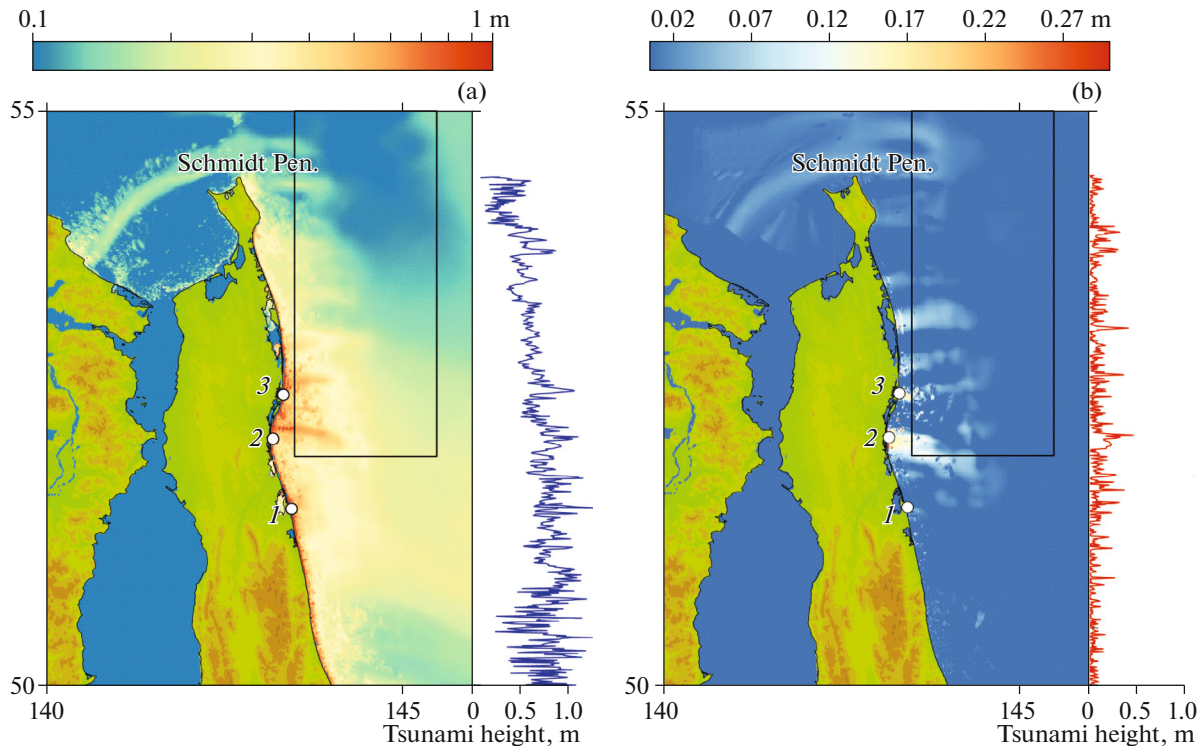 0.1 1 m
0.02 0.07 0.12 0.17 0.22 0.27 m
(a)
(b)
55
55
Schmidt Pen.
Schmidt Pen.
3
3
2
2
1
1
50
50
140 145 0 0.5 1.0
140 145 0 0.5 1.0
Tsunami height, m
Tsunami height, m